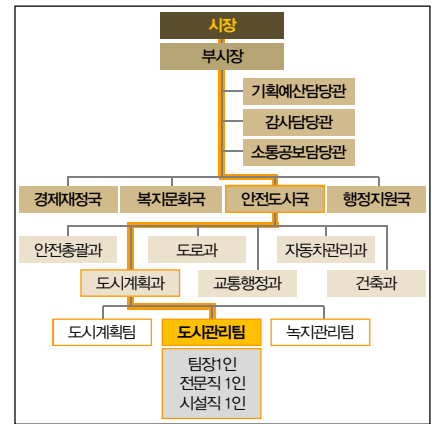 시장
부시장
기획예산담당관
감사담당관
소통공보담당관
경제재정국 복지문화국 안전도시국 행정지원국
안전총괄과 도로과 자동차관리과
도시계획과 교통행정과 건축과
도시계획팀 도시관리팀 녹지관리팀
팀장1인
전문직 1인
시설직 1인